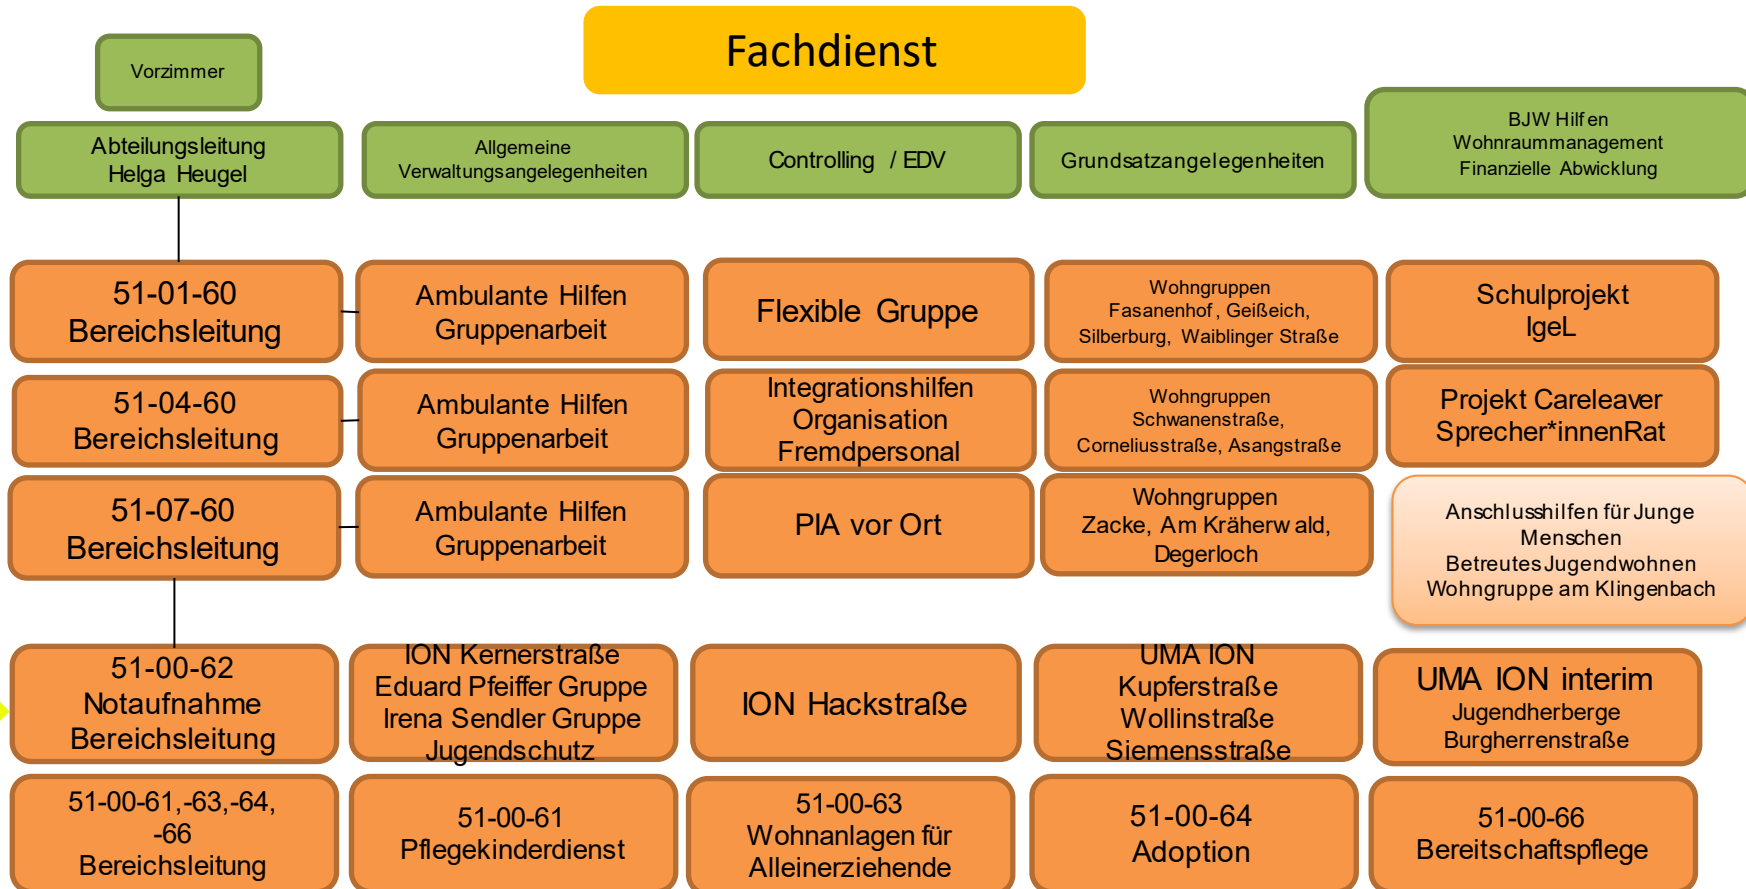 Fachdienst
Vorzimmer
Abteilungsleitung
Helga Heugel
Allgemeine
Verwaltungsangelegenheiten
Controlling / EDV
Grundsatzangelegenheiten
BJW Hilfen
Wohnraummanagement
Finanzielle Abwicklung
51-01-60
Bereichsleitung
Ambulante Hilfen
Gruppenarbeit
Flexible Gruppe
Wohngruppen
Fasanenhof, Geißeich,
Silberburg, Waiblinger Straße
Schulprojekt
IgeL
51-04-60
Bereichsleitung
Ambulante Hilfen
Gruppenarbeit
Integrationshilfen
Organisation
Fremdpersonal
Wohngruppen
Schwanenstraße,
Corneliusstraße, Asangstraße
Projekt Careleaver
Sprecher*innenRat
51-07-60
Bereichsleitung
Ambulante Hilfen
Gruppenarbeit
PIA vor Ort
Wohngruppen
Zacke, Am Kräherwald,
Degerloch
Anschlusshilfen für Junge
Menschen
Betreutes Jugendwohnen
Wohngruppe am Klingenbach
51-00-62
Notaufnahme
Bereichsleitung
ION Kernerstraße
Eduard Pfeiffer Gruppe
Irena Sendler Gruppe
Jugendschutz
ION Hackstraße
UMA ION
Kupferstraße
Wollinstraße
Siemensstraße
UMA ION interim
Jugendherberge
Burgherrenstraße
51-00-61,-63,-64,
-66
Bereichsleitung
51-00-61
Pflegekinderdienst
51-00-63
Wohnanlagen für
Alleinerziehende
51-00-64
Adoption
51-00-66
Bereitschaftspflege